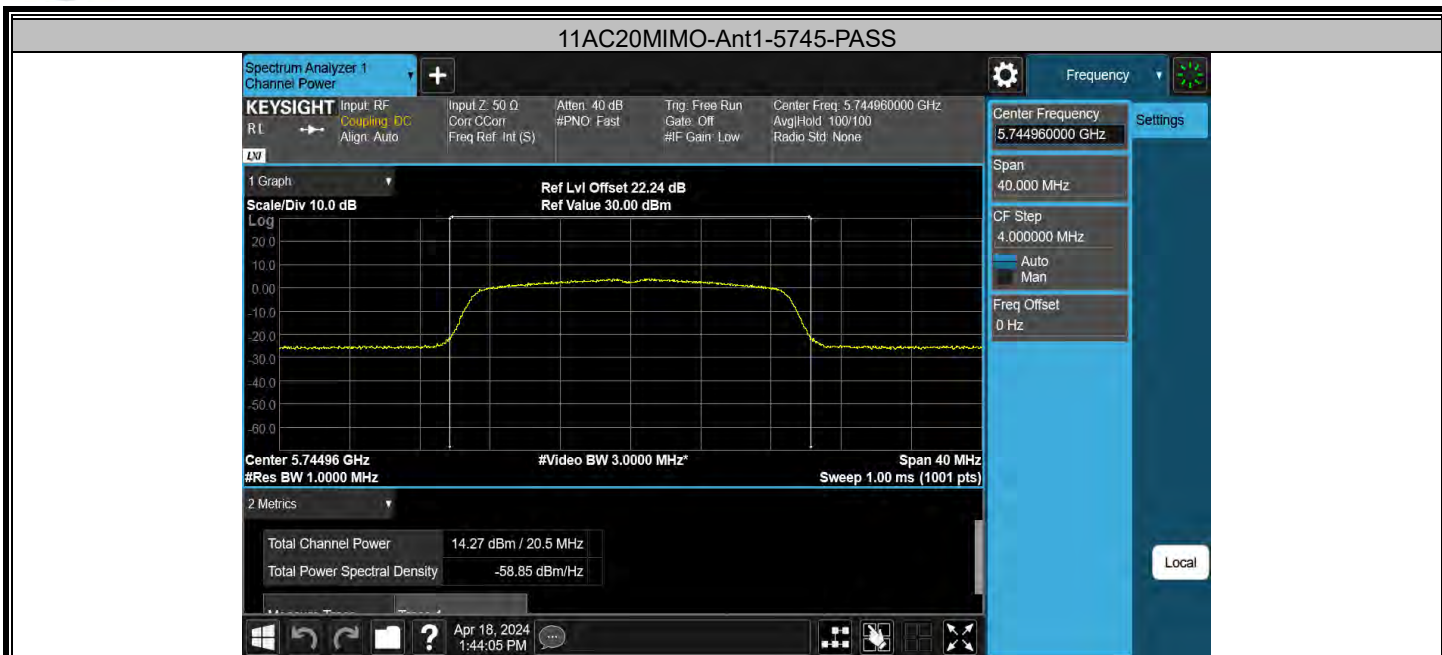 11AC20MIMO-Ant1-5745-PASS
Spectrum Analyzer 1
Channel Power
+
Frequency
KEYSIGHT
RL
LXI
Input: RF
Coupling: DC
Align: Auto
Input Z: 50 Ω
Corr CCorr
Freq Ref: Int (S)
Atten: 40 dB
#PNO: Fast
Trig: Free Run
Gate: Off
#IF Gain: Low
Center Freq: 5.744960000 GHz
Avg|Hold: 100/100
Radio Std: None
Center Frequency
5.744960000 GHz
Settings
Span
40.000 MHz
CF Step
4.000000 MHz
Auto
Man
Freq Offset
0 Hz
Local
1 Graph
Scale/Div 10.0 dB
Ref Lvl Offset 22.24 dB
Ref Value 30.00 dBm
Log
20.0
10.0
0.00
-10.0
-20.0
-30.0
-40.0
-50.0
-60.0
Center 5.74496 GHz
#Video BW 3.0000 MHz*
Span 40 MHz
#Res BW 1.0000 MHz
Sweep 1.00 ms (1001 pts)
2 Metrics
Total Channel Power 14.27 dBm / 20.5 MHz
Total Power Spectral Density -58.85 dBm/Hz
?
Apr 18, 2024
1:44:05 PM